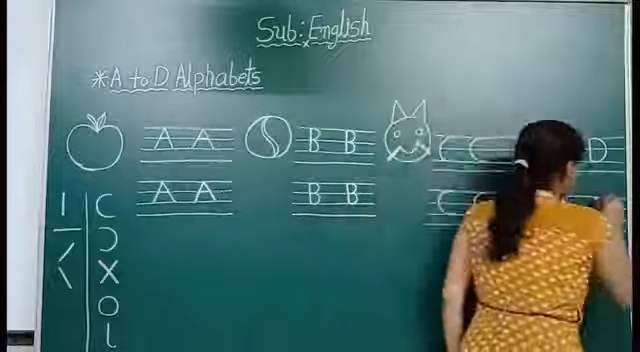 Sub: English
*A to D Alphabets
A A B B C C D
A A B B C C
| C
— Ɔ
/ X
\ O
l